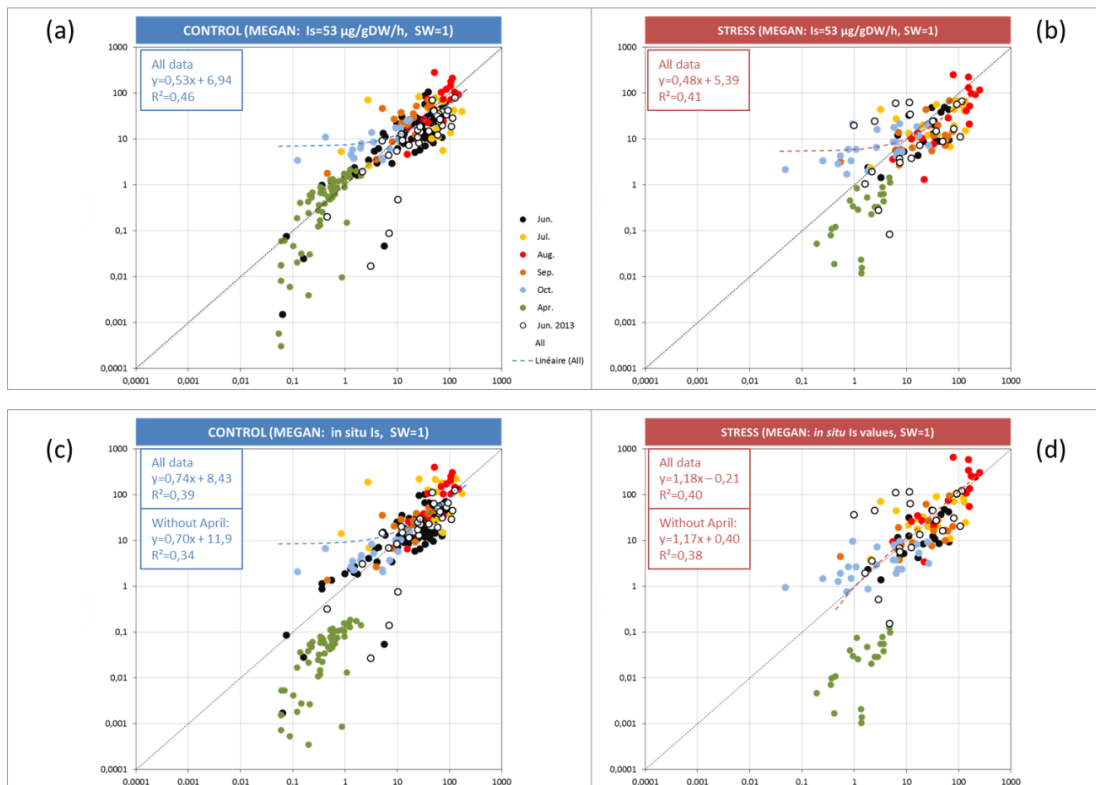 (a)
CONTROL (MEGAN: Is=53 µg/gDW/h, SW=1)
All data
y=0,53x + 6,94
R²=0,46
1000
100
10
1
0,1
0,01
0,001
0,0001
0,0001 0,001 0,01 0,1 1 10 100 1000
Jun.
Jul.
Aug.
Sep.
Oct.
Apr.
Jun. 2013
All
Linéaire (All)
STRESS (MEGAN: Is=53 µg/gDW/h, SW=1)
(b)
All data
y=0,48x + 5,39
R²=0,41
1000
100
10
1
0,1
0,01
0,001
0,0001
0,0001 0,001 0,01 0,1 1 10 100 1000
(c)
CONTROL (MEGAN: in situ Is, SW=1)
All data
y=0,74x + 8,43
R²=0,39
Without April:
y=0,70x + 11,9
R²=0,34
1000
100
10
1
0,1
0,01
0,001
0,0001
0,0001 0,001 0,01 0,1 1 10 100 1000
STRESS (MEGAN: in situ Is values, SW=1)
(d)
All data
y=1,18x – 0,21
R²=0,40
Without April:
y=1,17x + 0,40
R²=0,38
1000
100
10
1
0,1
0,01
0,001
0,0001
0,0001 0,001 0,01 0,1 1 10 100 1000